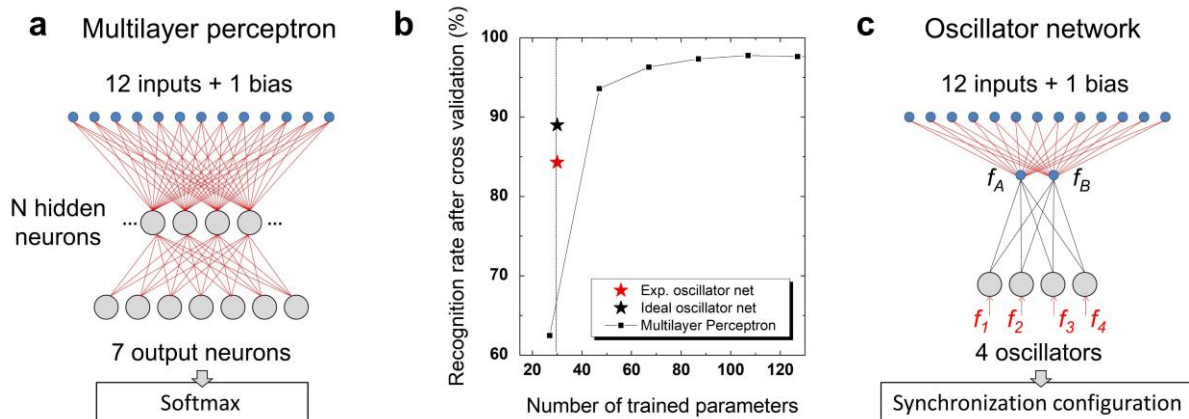 a Multilayer perceptron
12 inputs + 1 bias
... ...
N hidden
neurons
7 output neurons
Softmax
b
Recognition rate after cross validation (%)
100
90
80
70
60
Exp. oscillator net
Ideal oscillator net
Multilayer Perceptron
20 40 60 80 100 120
Number of trained parameters
c Oscillator network
12 inputs + 1 bias
fA fB
f1 f2 f3 f4
4 oscillators
Synchronization configuration